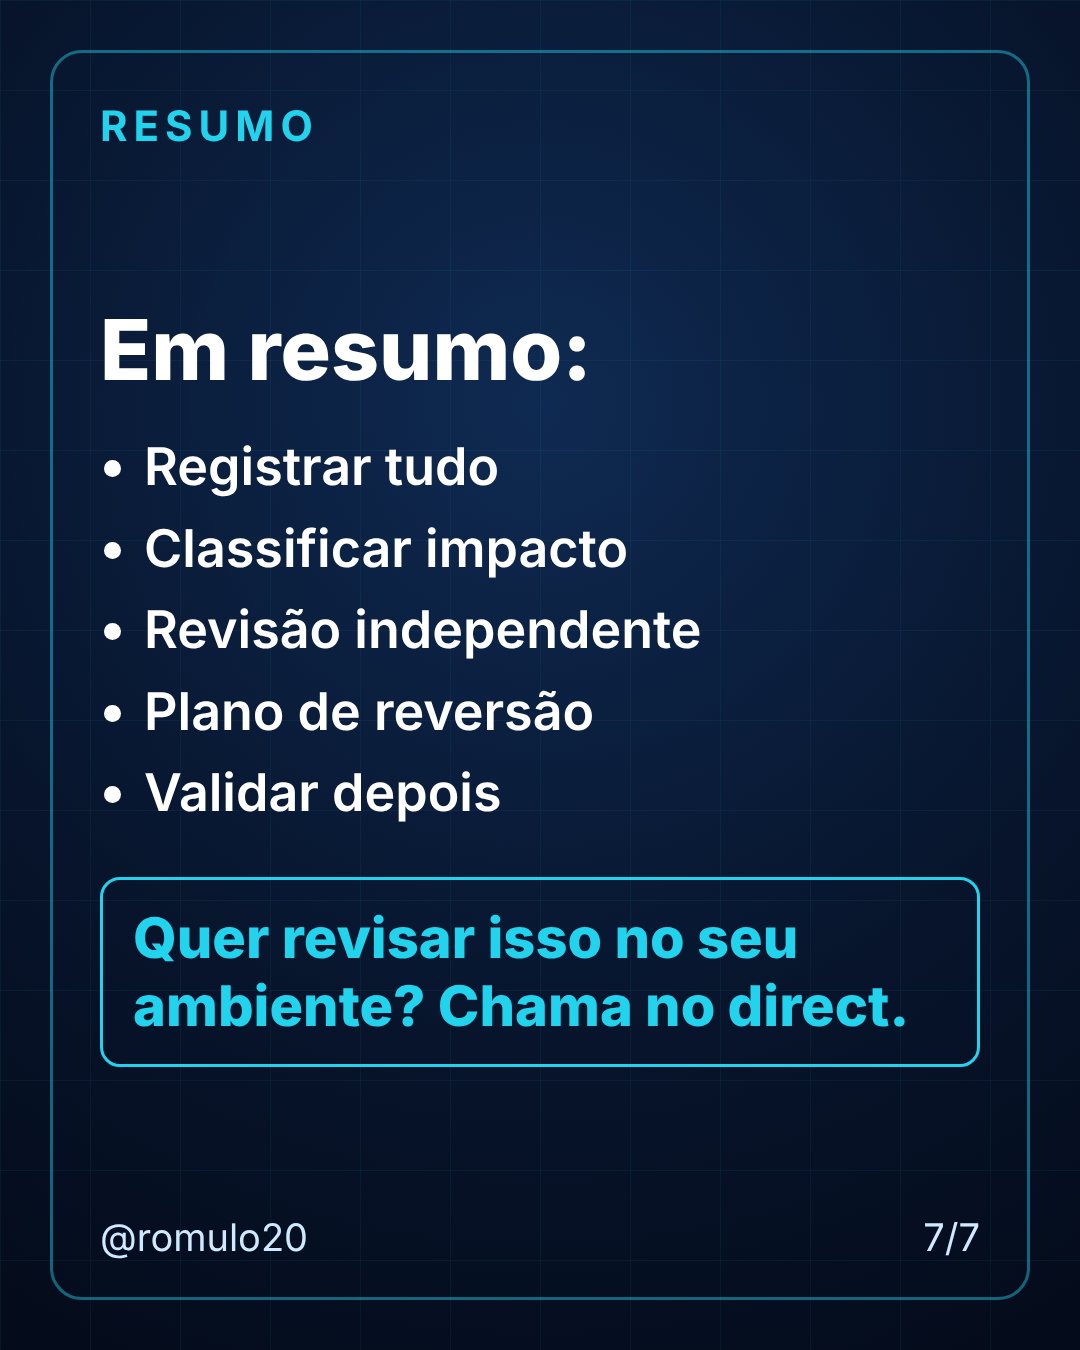 RESUMO
Em resumo:
• Registrar tudo
• Classificar impacto
• Revisão independente
• Plano de reversão
• Validar depois
Quer revisar isso no seu
ambiente? Chama no direct.
@romulo20
7/7